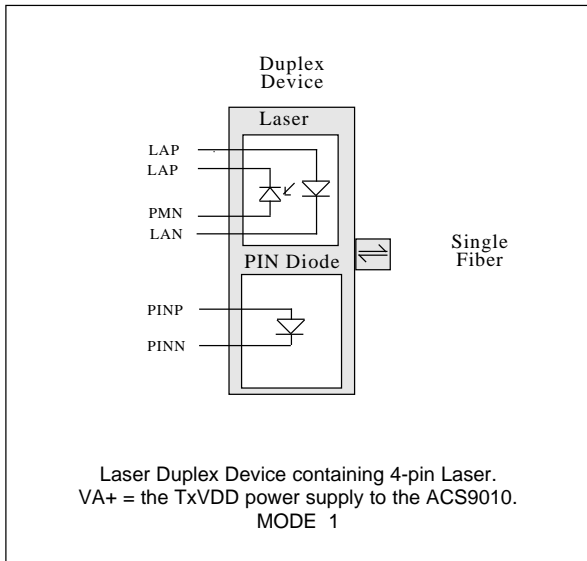 Duplex
Device
Laser
LAP
LAP
PMN
LAN
Single
Fiber
PIN Diode
PINP
PINN
Laser Duplex Device containing 4-pin Laser.
VA+ = the TxVDD power supply to the ACS9010.
MODE 1